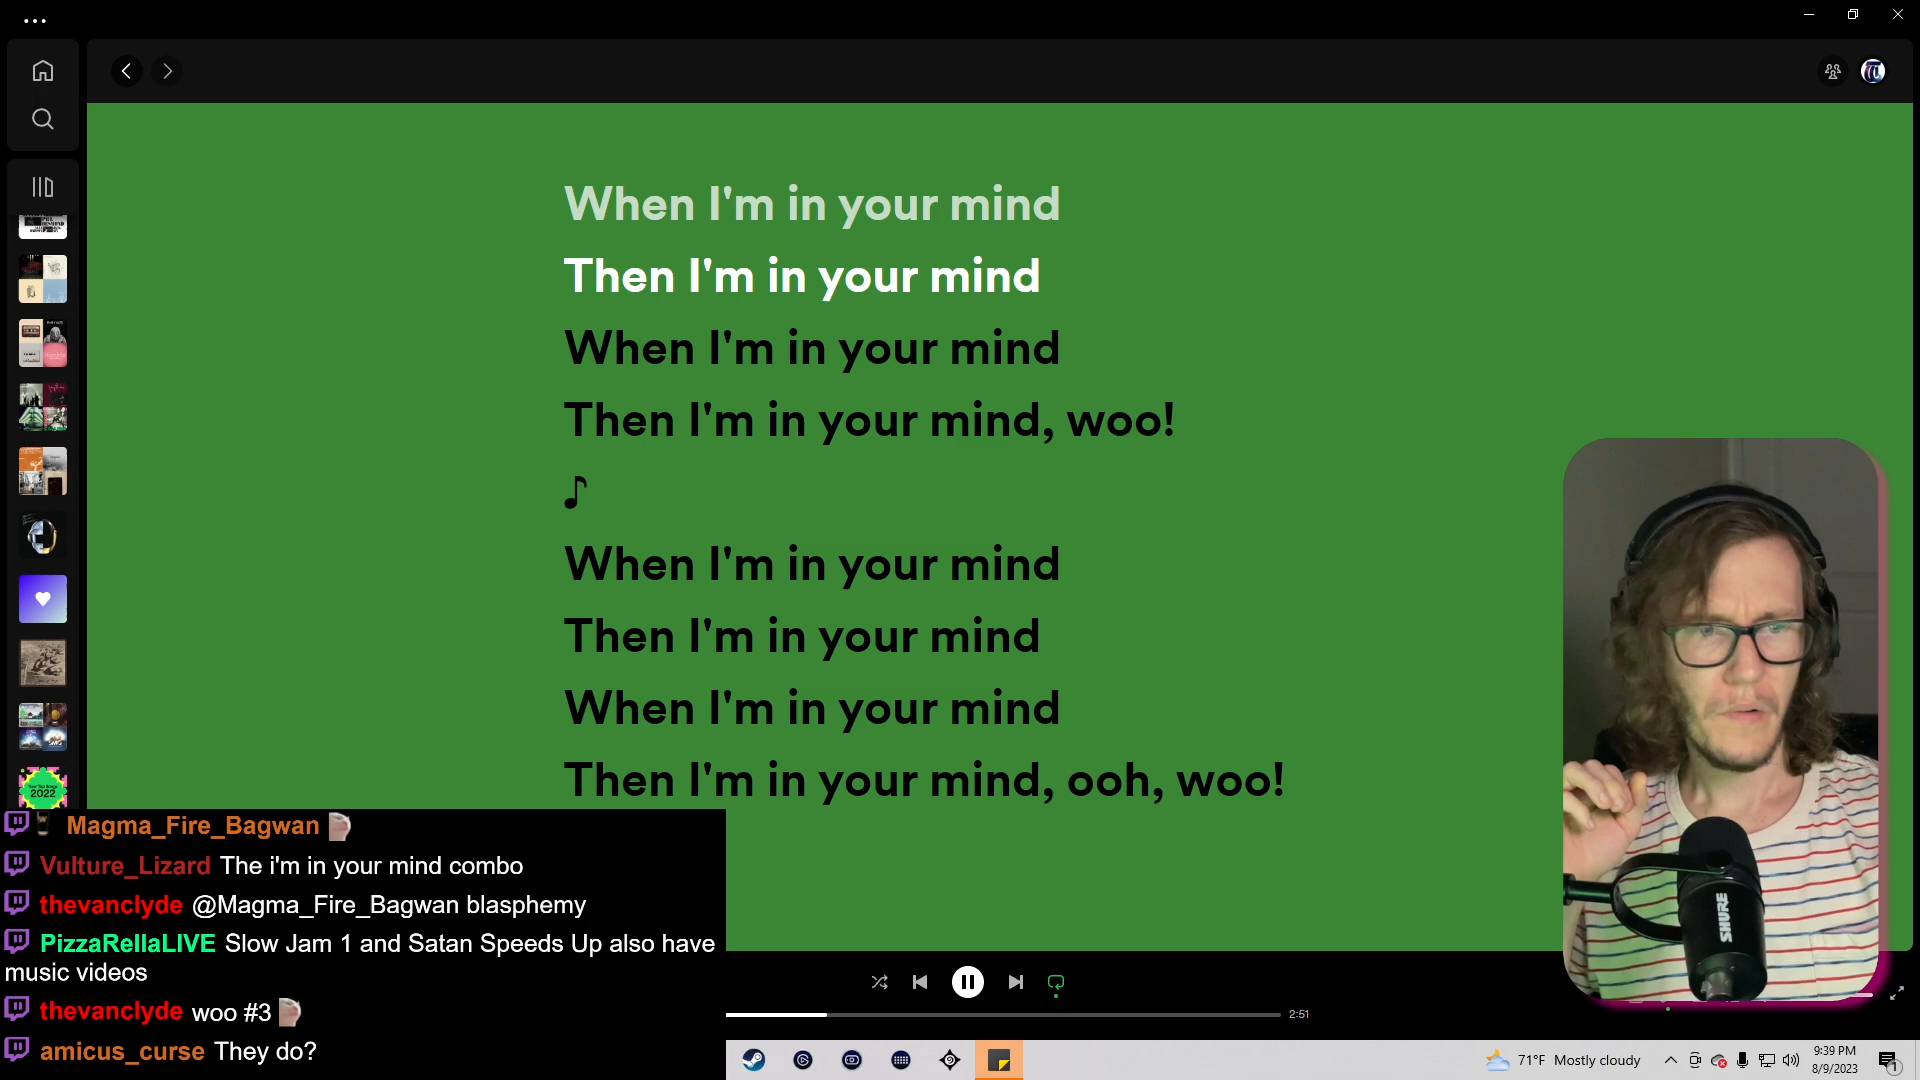 When I'm in your mind
Then I'm in your mind
When I'm in your mind
Then I'm in your mind, woo!
When I'm in your mind
Then I'm in your mind
When I'm in your mind
Then I'm in your mind, ooh, woo!
2022
Magma_Fire_Bagwan
Vulture_Lizard The i'm in your mind combo
thevanclyde @Magma_Fire_Bagwan blasphemy
PizzaRellaLIVE Slow Jam 1 and Satan Speeds Up also have
music videos
thevanclyde woo #3
amicus_curse They do?
SHURE
2:51
71°F Mostly cloudy
9:39 PM
8/9/2023
1